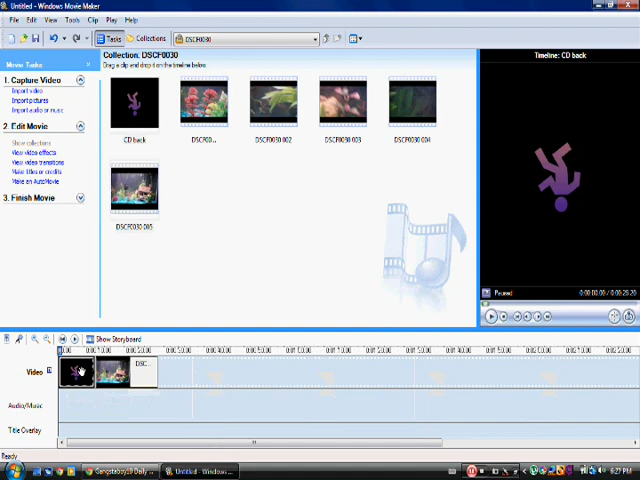 Untitled - Windows Movie Maker
File Edit View Tools Clip Play Help
Tasks Collections DSCF0030
Movie Tasks
Collection: DSCF0030
Drag a clip and drop it on the timeline below.
Timeline: CD back
1. Capture Video
Import video
Import pictures
Import audio or music
2. Edit Movie
Show collections
View video effects
View video transitions
Make titles or credits
Make an AutoMovie
3. Finish Movie
CD back
DSCF00...
DSCF0030 002
DSCF0030 003
DSCF0030 004
DSCF0030 005
Paused
0:00:00.00 / 0:00:25.20
Show Storyboard
Video
DSC...
Audio/Music
Title Overlay
Ready
Gangstaboy10 Daily ...
Untitled - Windows ...
6:27 PM